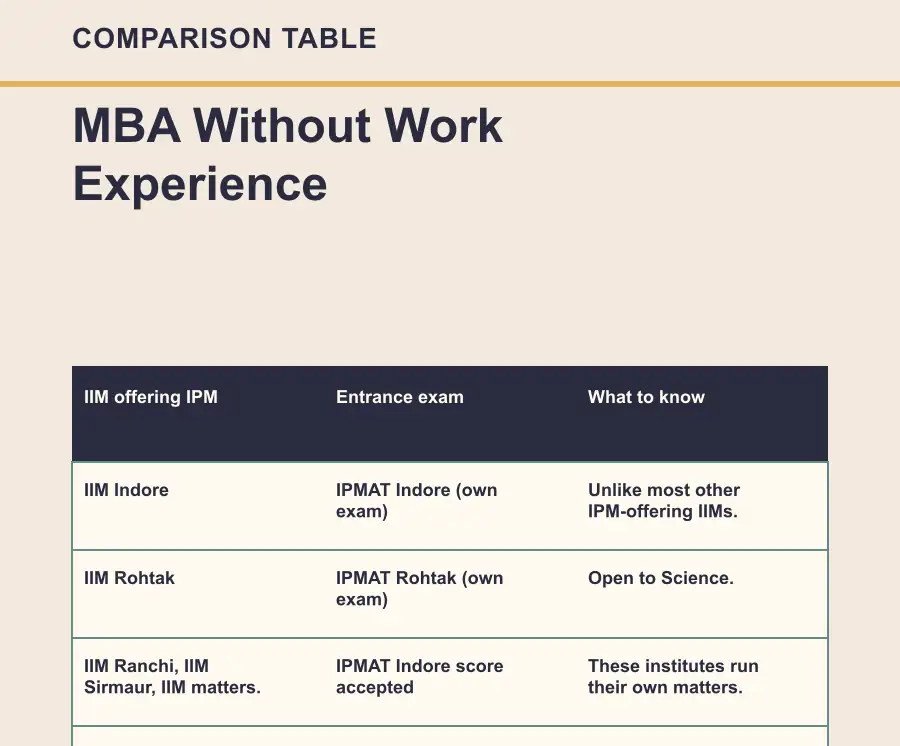 COMPARISON TABLE
MBA Without Work
Experience
IIM offering IPM
Entrance exam
What to know
IIM Indore
IPMAT Indore (own
exam)
Unlike most other
IPM-offering IIMs.
IIM Rohtak
IPMAT Rohtak (own
exam)
Open to Science.
IIM Ranchi, IIM
Sirmaur, IIM matters.
IPMAT Indore score
accepted
These institutes run
their own matters.